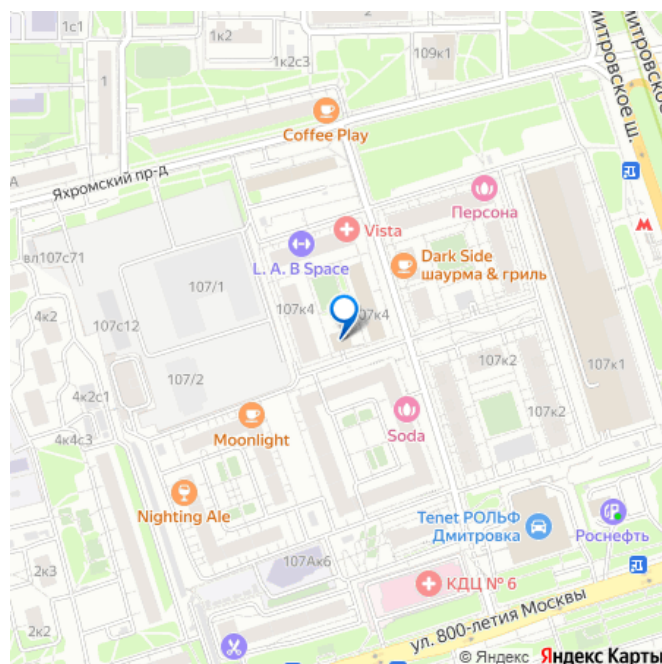 1с1
1к2
1к2с3
109к1
МИТРОВСКОЕ Ш.
ИТРОВСКОЕ
1
Coffee Play
Яхромский пр-д
Персона
вл107с71
Vista
L. A. B Space
Dark Side
шаурма & гриль
107/1
4к2
107с12
107к4
107к4
107к2
107к1
107/2
4к2с1
107к2
Moonlight
Soda
4к4с3
Nighting Ale
Tenet РОЛЬФ
Дмитровка
Роснефть
2к3
107Ак6
КДЦ № 6
2к2
ул. 800-летия Москвы
© Яндекс Яндекс Карты